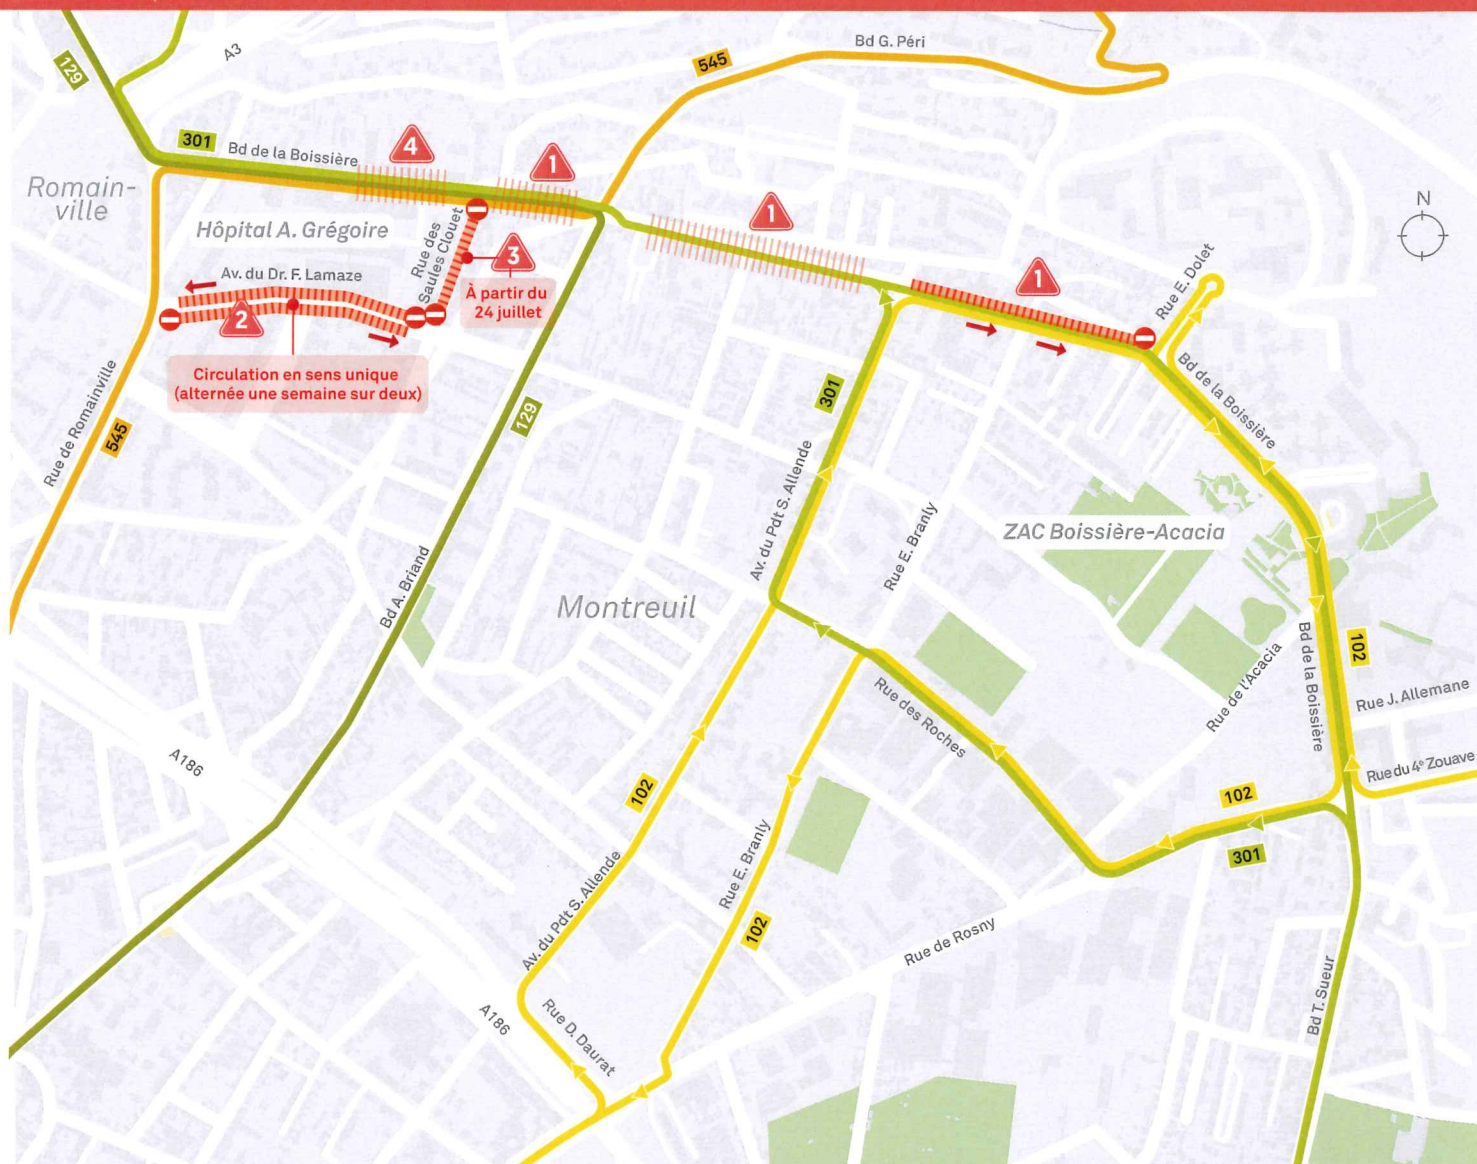 129
A3
545
Bd G. Péri
301
Bd de la Boissière
4
1
1
1
N
Romain-
ville
Hôpital A. Grégoire
Rue des
Saules Clouet
3
À partir du
24 juillet
Av. du Dr. F. Lamaze
2
Circulation en sens unique
(alternée une semaine sur deux)
Rue E. Dolet
Bd de la Boissière
Rue de Romainville
545
129
301
Av. du Pdt S. Allende
Rue E. Branly
ZAC Boissière-Acacia
Bd A. Briand
Montreuil
Bd de la Boissière
102
Rue de l'Acacia
Rue J. Allemane
Rue des Roches
Rue du 4e Zouave
A186
102
102
301
Rue E. Branly
Av. du Pdt S. Allende
102
Rue de Rosny
Bd T. Sueur
A186
Rue D. Daurat